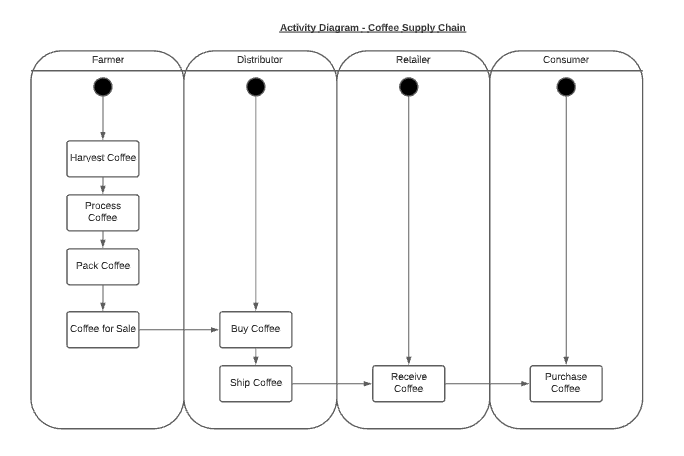 Activity Diagram - Coffee Supply Chain
Farmer
Distributor
Retailer
Consumer
Harvest Coffee
Process
Coffee
Pack Coffee
Coffee for Sale
Buy Coffee
Ship Coffee
Receive
Coffee
Purchase
Coffee